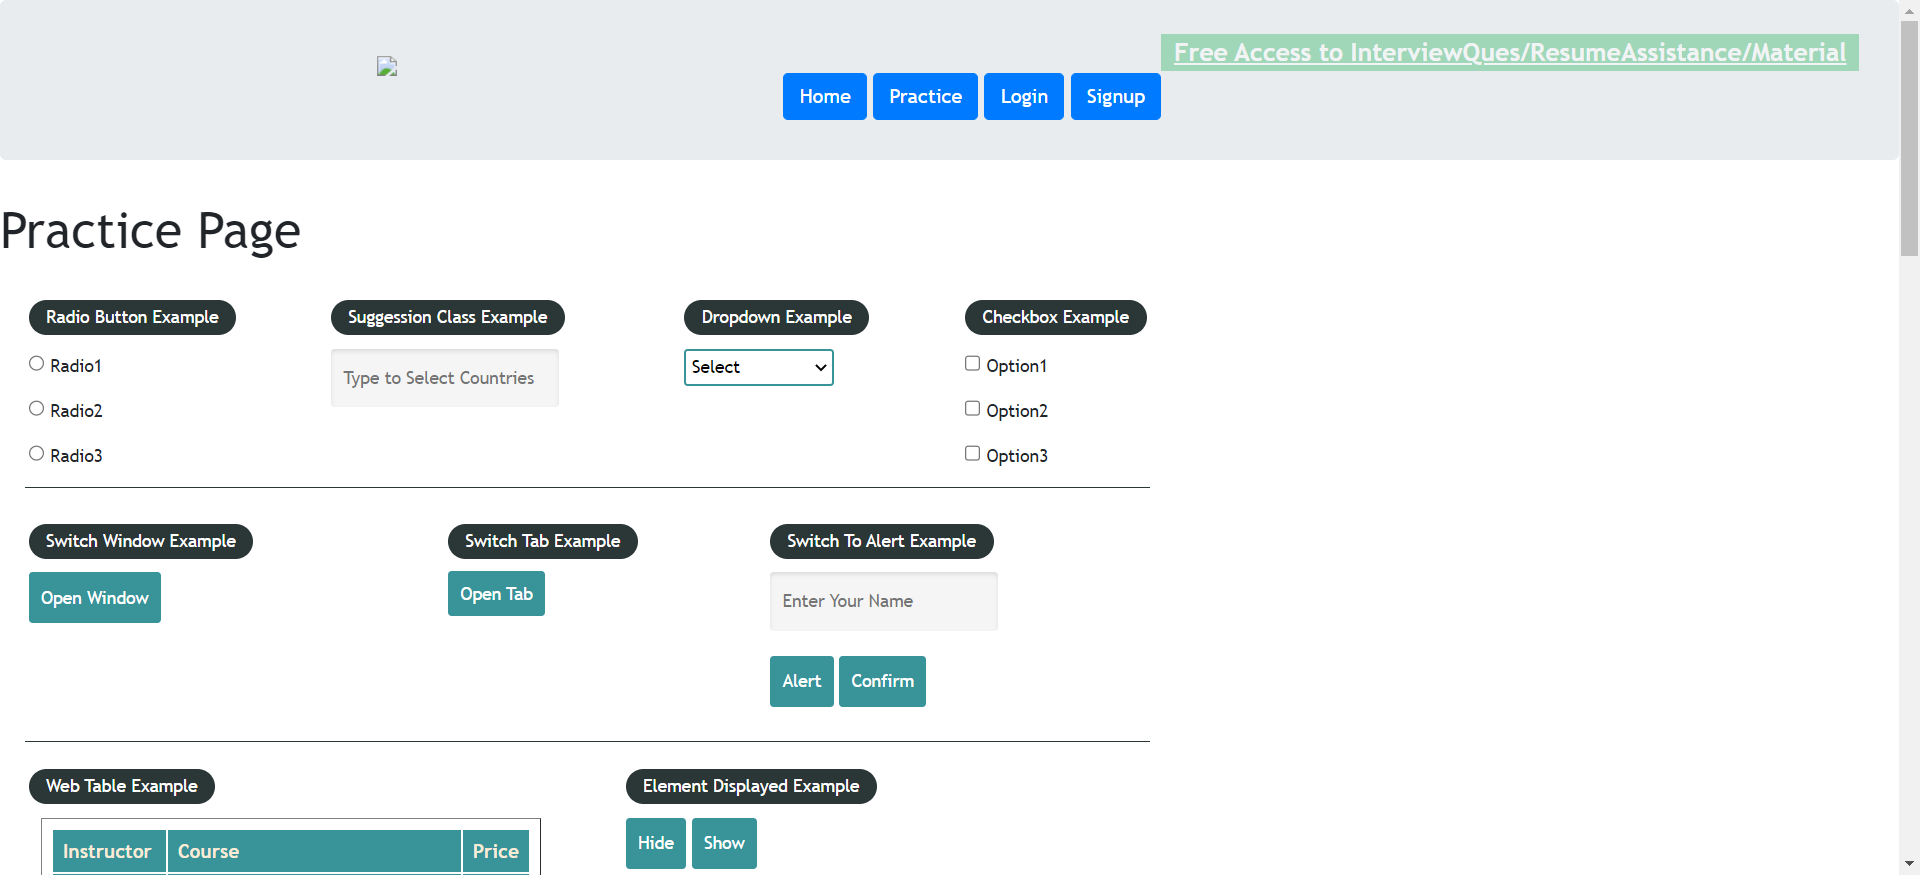 Free Access to InterviewQues/ResumeAssistance/Material
Home Practice Login Signup
Practice Page
Radio Button Example Suggession Class Example Dropdown Example Checkbox Example
Radio1 Type to Select Countries Select Option1
Radio2 Option2
Radio3 Option3
Switch Window Example Switch Tab Example Switch To Alert Example
Open Window Open Tab Enter Your Name
Alert Confirm
Web Table Example Element Displayed Example
Instructor Course Price Hide Show